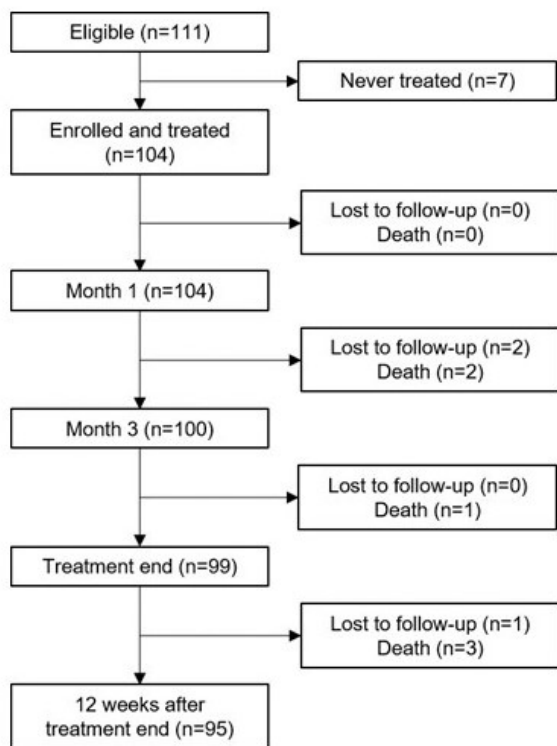 Eligible (n=111)
Never treated (n=7)
Enrolled and treated
(n=104)
Lost to follow-up (n=0)
Death (n=0)
Month 1 (n=104)
Lost to follow-up (n=2)
Death (n=2)
Month 3 (n=100)
Lost to follow-up (n=0)
Death (n=1)
Treatment end (n=99)
Lost to follow-up (n=1)
Death (n=3)
12 weeks after
treatment end (n=95)